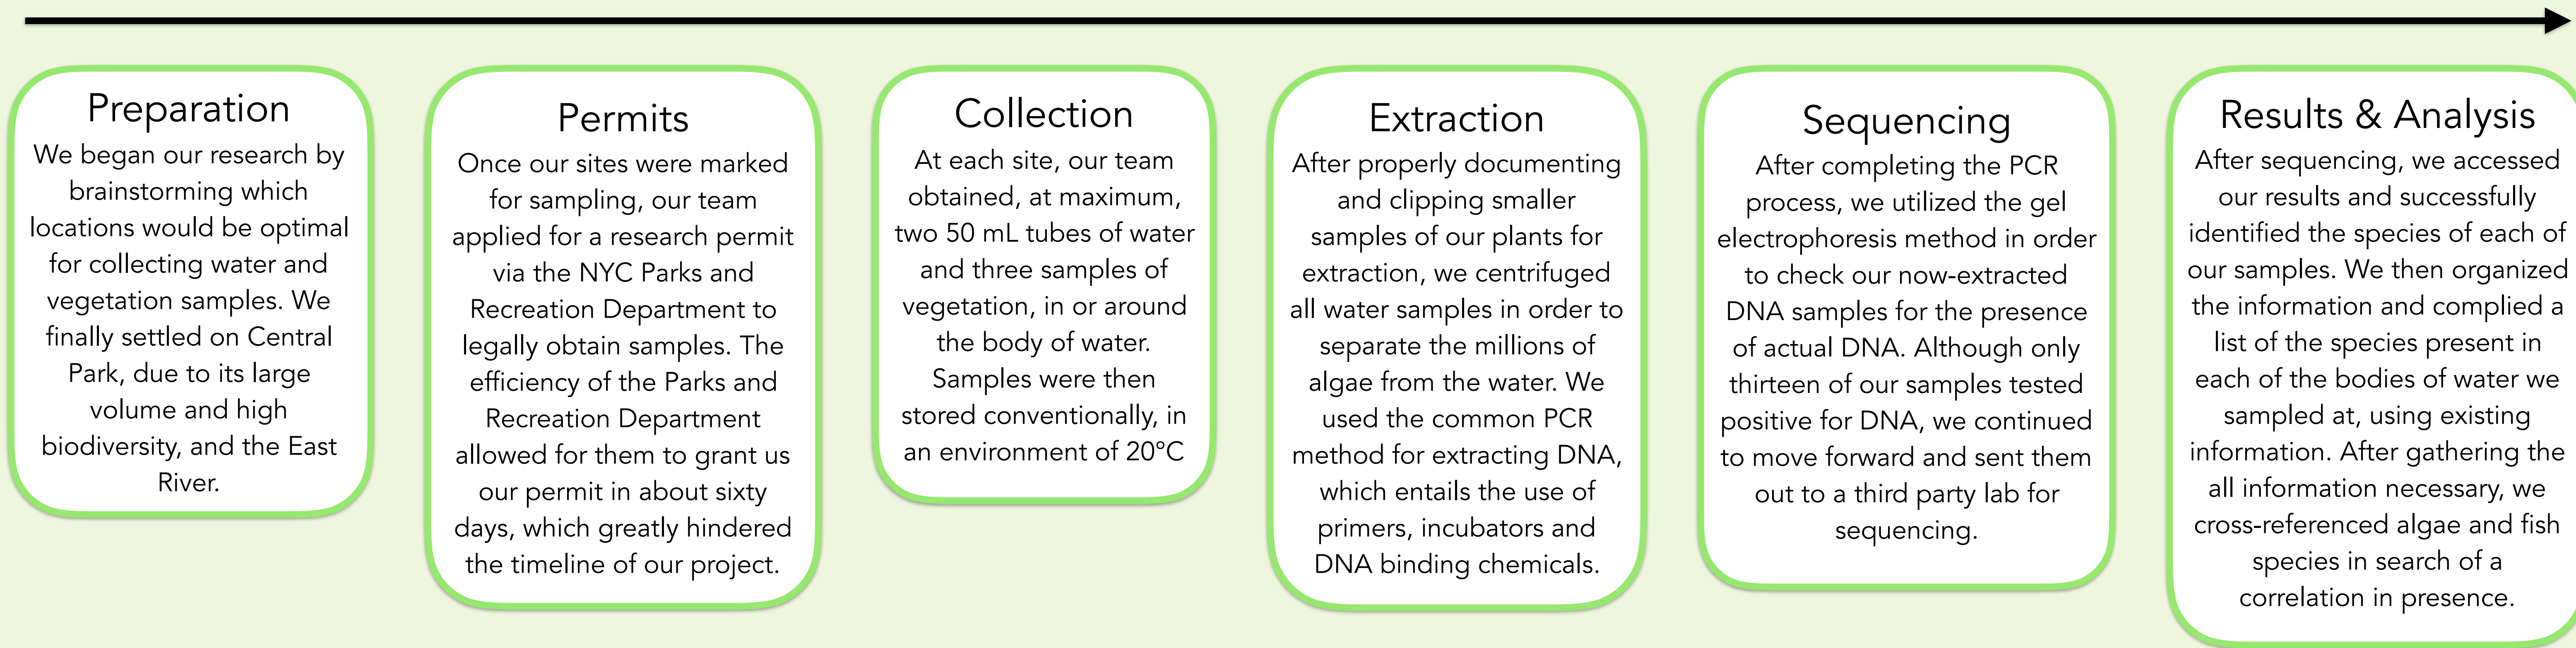 Preparation
We began our research by
brainstorming which
locations would be optimal
for collecting water and
vegetation samples. We
finally settled on Central
Park, due to its large
volume and high
biodiversity, and the East
River.
Permits
Once our sites were marked
for sampling, our team
applied for a research permit
via the NYC Parks and
Recreation Department to
legally obtain samples. The
efficiency of the Parks and
Recreation Department
allowed for them to grant us
our permit in about sixty
days, which greatly hindered
the timeline of our project.
Collection
At each site, our team
obtained, at maximum,
two 50 mL tubes of water
and three samples of
vegetation, in or around
the body of water.
Samples were then
stored conventionally, in
an environment of 20°C
Extraction
After properly documenting
and clipping smaller
samples of our plants for
extraction, we centrifuged
all water samples in order to
separate the millions of
algae from the water. We
used the common PCR
method for extracting DNA,
which entails the use of
primers, incubators and
DNA binding chemicals.
Sequencing
After completing the PCR
process, we utilized the gel
electrophoresis method in order
to check our now-extracted
DNA samples for the presence
of actual DNA. Although only
thirteen of our samples tested
positive for DNA, we continued
to move forward and sent them
out to a third party lab for
sequencing.
Results & Analysis
After sequencing, we accessed
our results and successfully
identified the species of each of
our samples. We then organized
the information and complied a
list of the species present in
each of the bodies of water we
sampled at, using existing
information. After gathering the
all information necessary, we
cross-referenced algae and fish
species in search of a
correlation in presence.